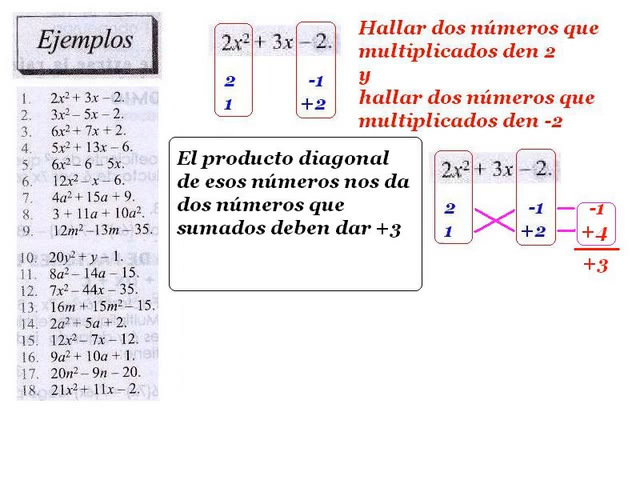 Ejemplos
1. 2x² + 3x – 2.
2. 3x² – 5x – 2.
3. 6x² + 7x + 2.
4. 5x² + 13x – 6.
5. 6x² – 6 – 5x.
6. 12x² – x – 6.
7. 4a² + 15a + 9.
8. 3 + 11a + 10a².
9. 12m² –13m – 35.
10. 20y² + y – 1.
11. 8a² – 14a – 15.
12. 7x² – 44x – 35.
13. 16m + 15m² – 15.
14. 2a² + 5a + 2.
15. 12x² – 7x – 12.
16. 9a² + 10a + 1.
17. 20n² – 9n – 20.
18. 21x² + 11x – 2.
2x² + 3x – 2.
2 -1
1 +2
Hallar dos números que
multiplicados den 2
y
hallar dos números que
multiplicados den -2
El producto diagonal
de esos números nos da
dos números que
sumados deben dar +3
2x² + 3x – 2.
2 -1 -1
1 +2 +4
+3